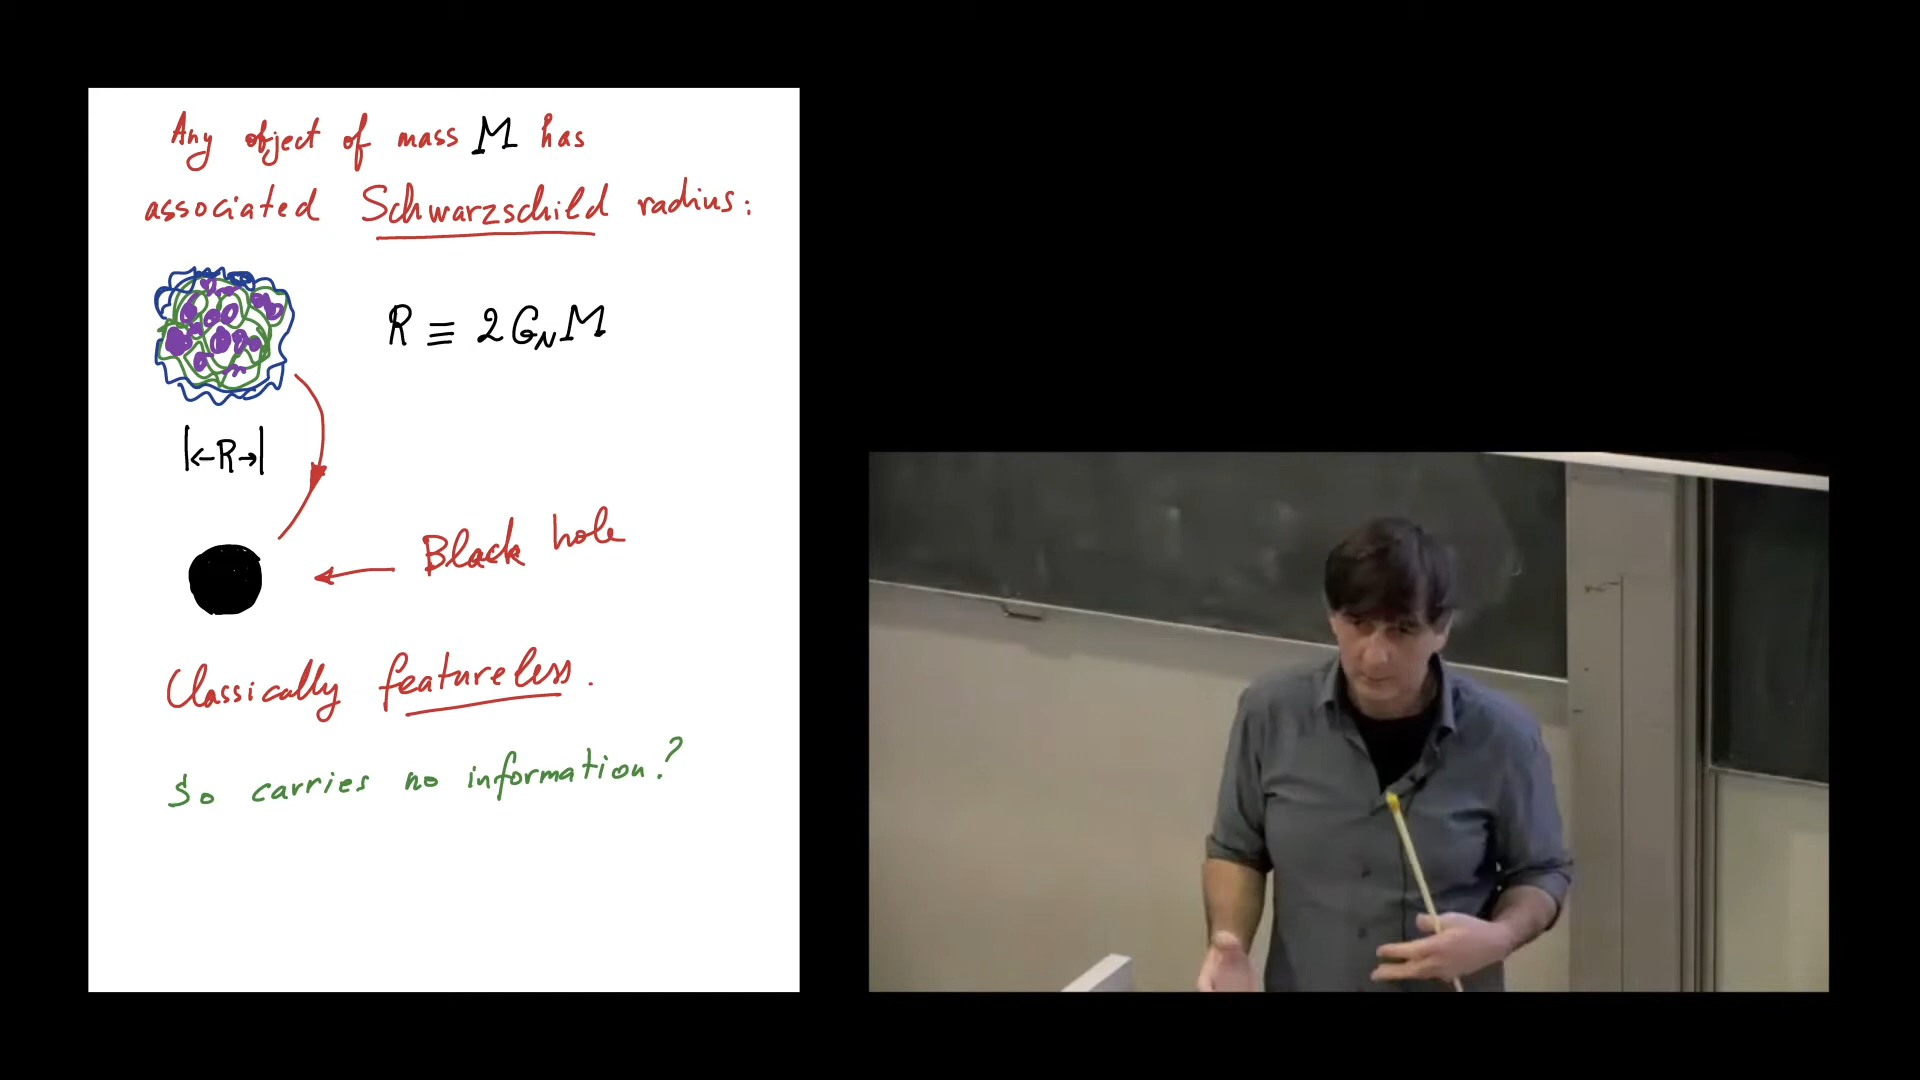 Any object of mass M has
associated Schwarzschild radius:
R ≡ 2G_N M
|←R→|
Black hole
Classically featureless.
So carries no information?